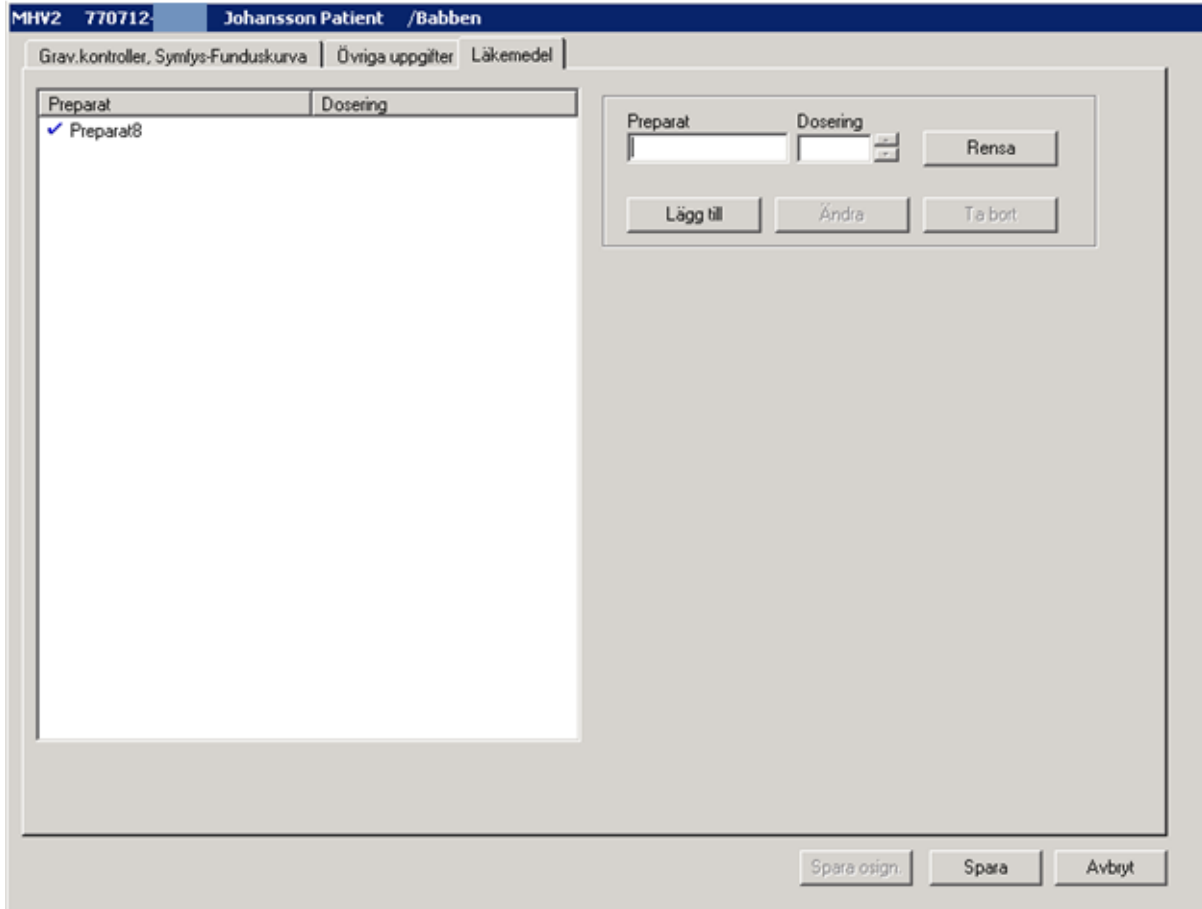 MHV2 770712- Johansson Patient /Babben
Grav.kontroller, Symfys-Funduskurva Övriga uppgifter Läkemedel
Preparat Dosering
Preparat8
Preparat Dosering
Rensa
Lägg till Ändra Ta bort
Spara osign. Spara Avbryt